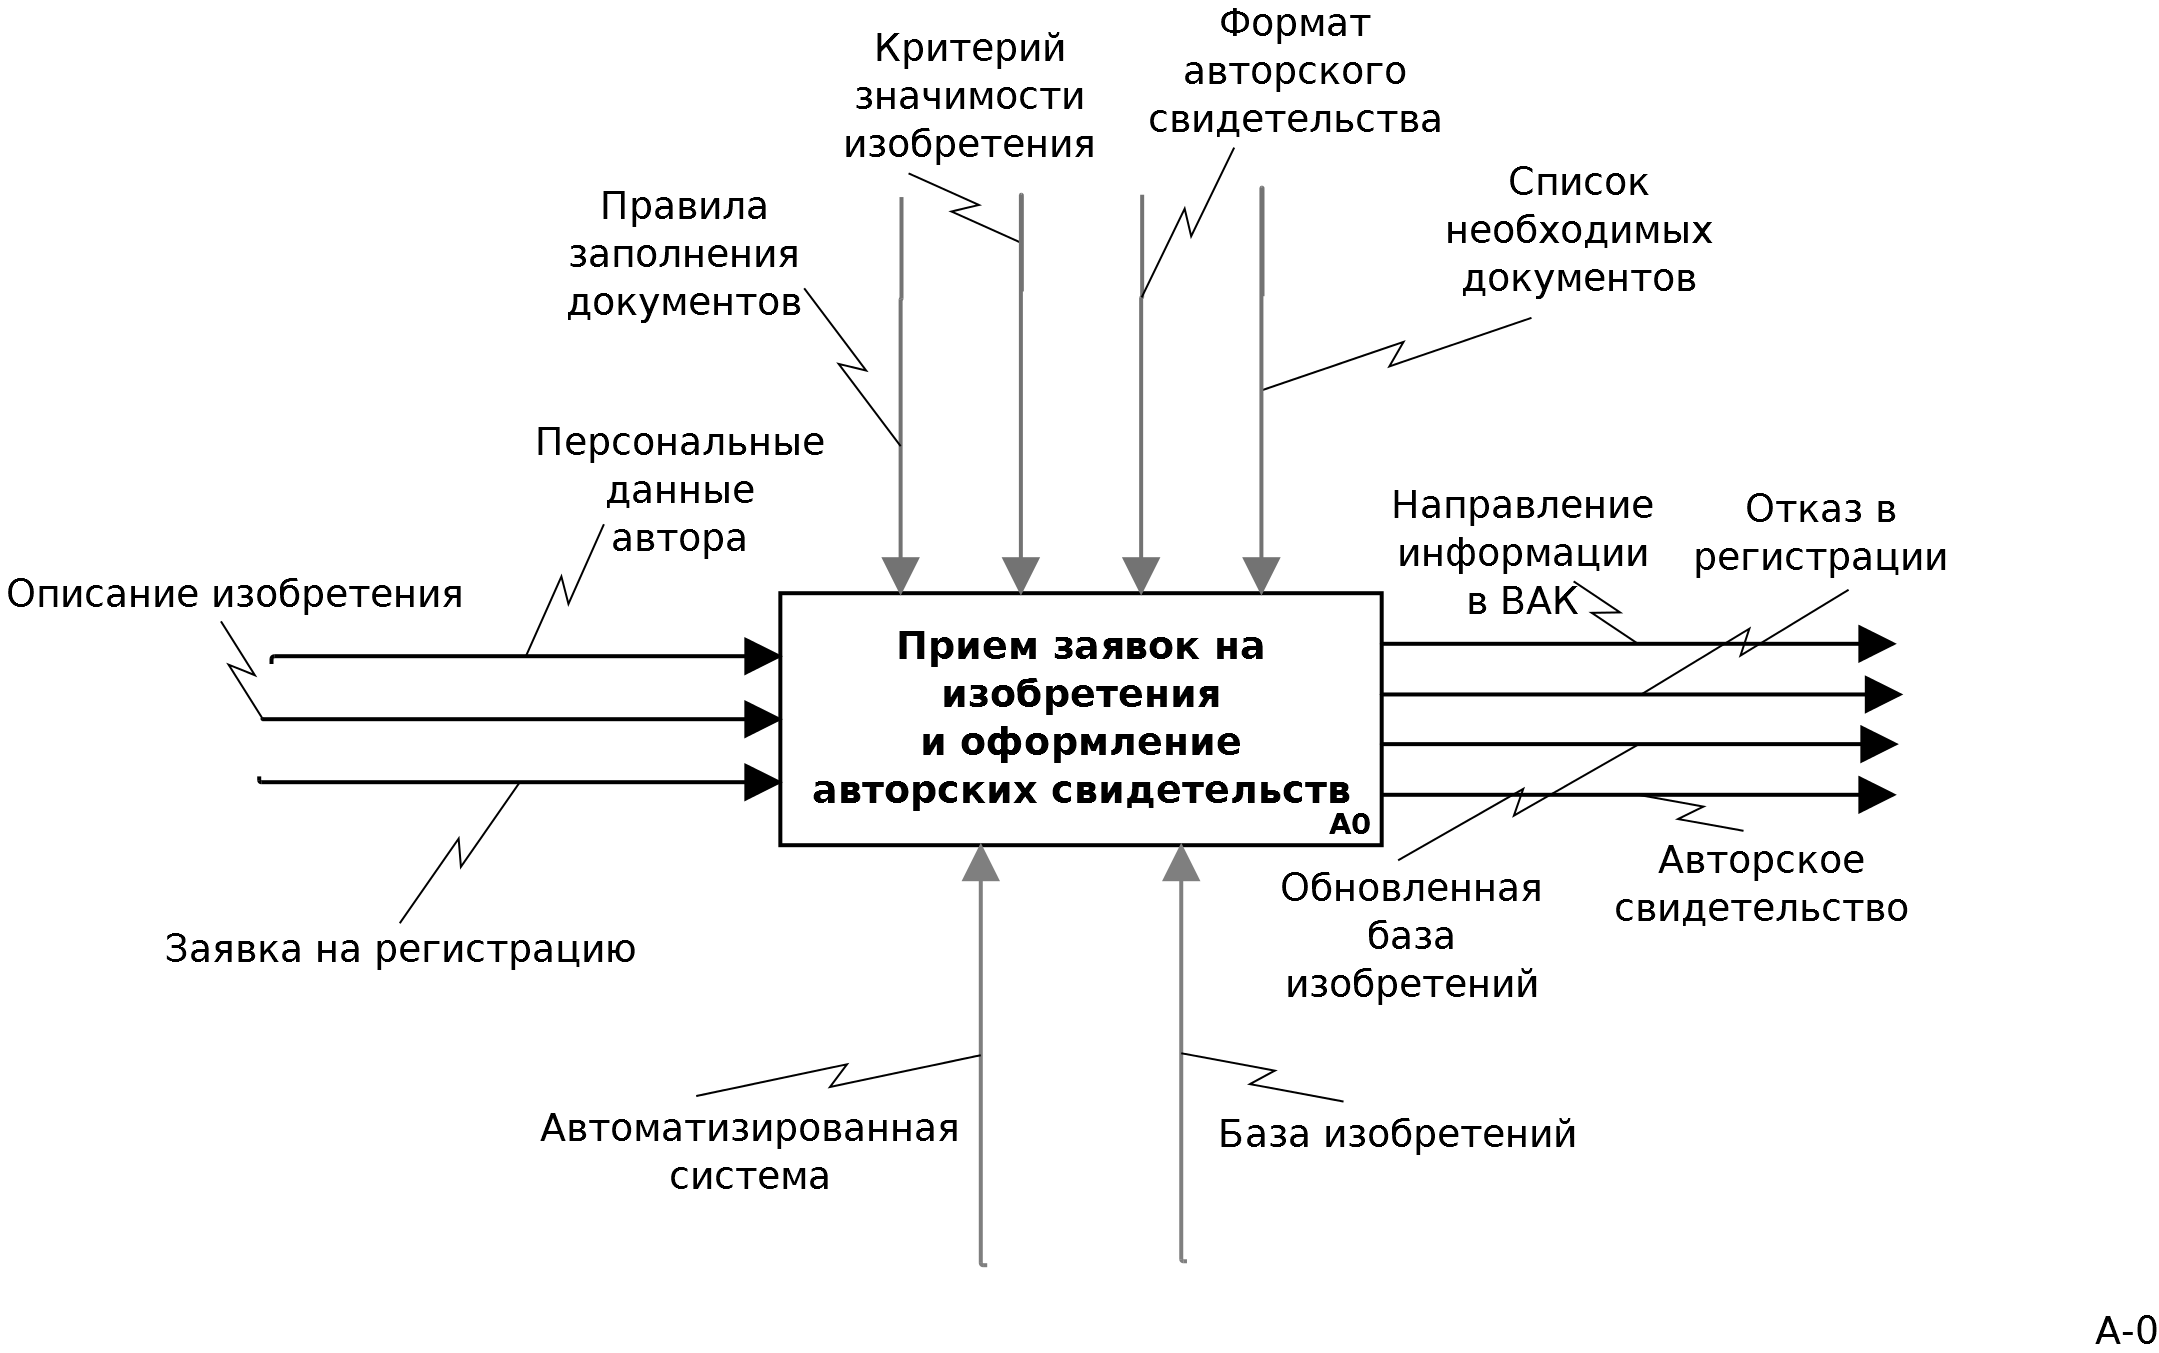 Формат
авторского
свидетельства
Критерий
значимости
изобретения
Список
необходимых
документов
Правила
заполнения
документов
Персональные
данные
автора
Направление
информации
в ВАК
Отказ в
регистрации
Описание изобретения
Прием заявок на
изобретения
и оформление
авторских свидетельств
A0
Авторское
свидетельство
Обновленная
база
изобретений
Заявка на регистрацию
Автоматизированная
система
База изобретений
A-0